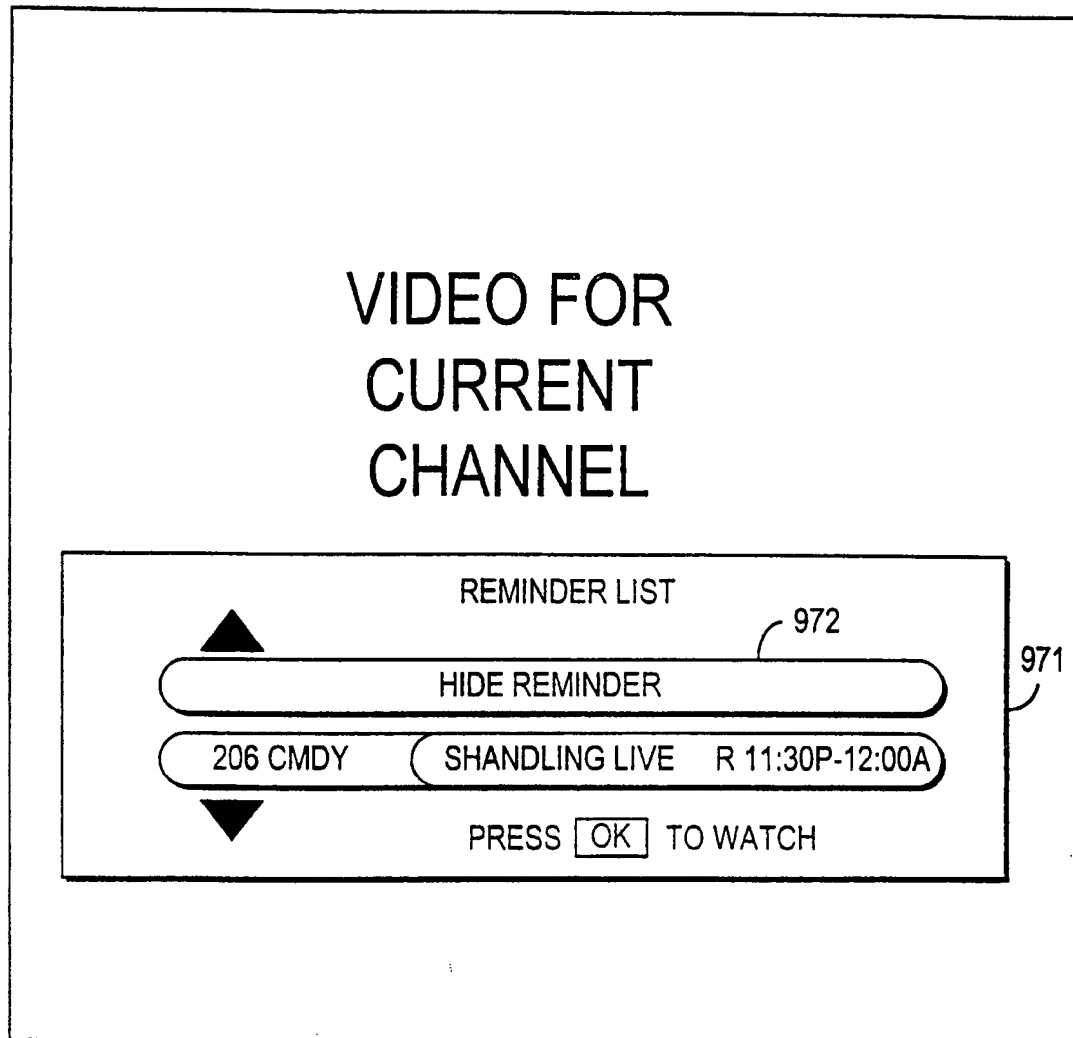 VIDEO FOR
CURRENT
CHANNEL
REMINDER LIST
972
971
HIDE REMINDER
206 CMDY SHANDLING LIVE R 11:30P-12:00A
PRESS OK TO WATCH